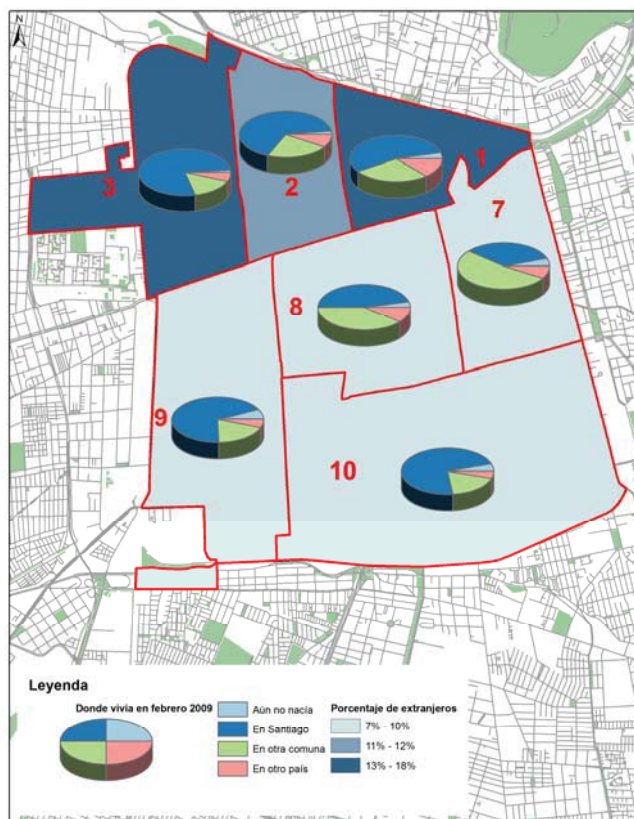 N
3
2
1
7
8
9
10
Leyenda
Donde vivia en febrero 2009
Aún no nacía
En Santiago
En otra comuna
En otro país
Porcentaje de extranjeros
7% - 10%
11% - 12%
13% - 18%